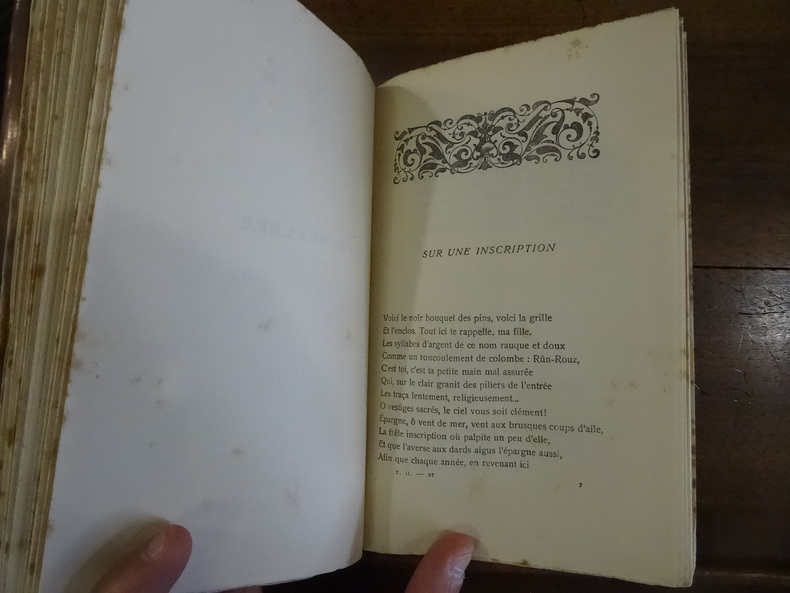 SUR UNE INSCRIPTION
Voici le noir bouquet des pins, voici la grille
Et l'enclos. Tout ici te rappelle, ma fille.
Les syllabes d'argent de ce nom rauque et doux
Comme un roucoulement de colombe : Rûn-Rouz,
C'est toi, c'est ta petite main mal assurée
Qui, sur le clair granit des piliers de l'entrée
Les traça lentement, religieusement...
O vestiges sacrés, le ciel vous soit clément!
Épargne, ô vent de mer, vent aux brusques coups d'aile,
La frêle inscription où palpite un peu d'elle,
Et que l'averse aux dards aigus l'épargne aussi,
Afin que chaque année, en revenant ici
T. II. —
7